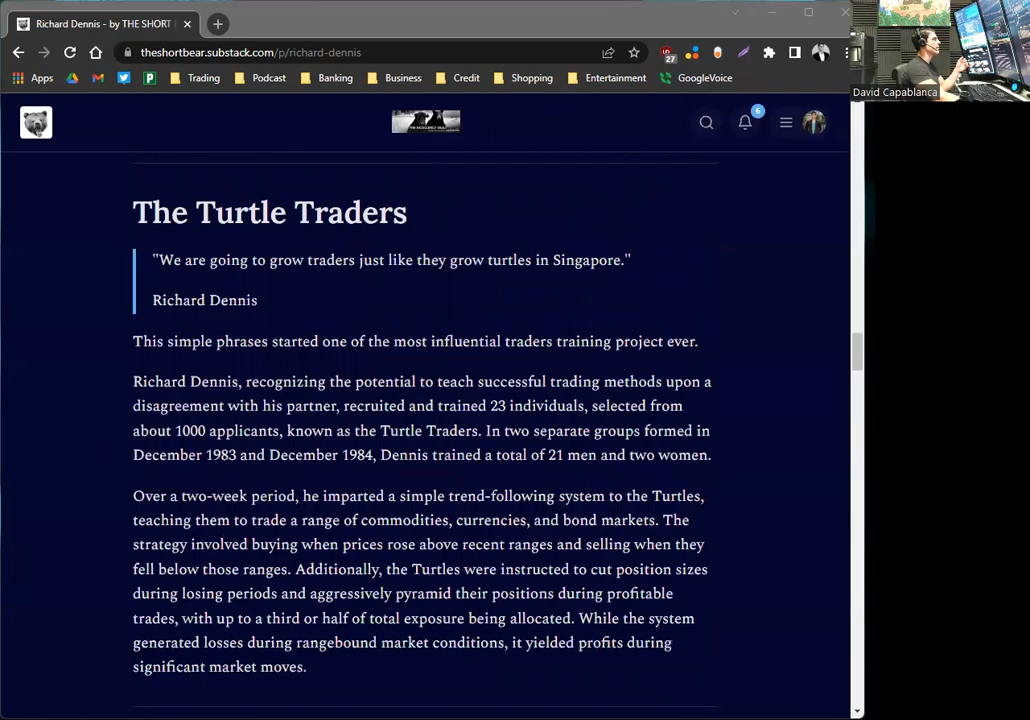 Richard Dennis - by THE SHORT
theshortbear.substack.com/p/richard-dennis
27
Apps
Trading
Podcast
Banking
Business
Credit
Shopping
Entertainment
GoogleVoice
David Capablanca
6
The Turtle Traders
"We are going to grow traders just like they grow turtles in Singapore."
Richard Dennis
This simple phrases started one of the most influential traders training project ever.
Richard Dennis, recognizing the potential to teach successful trading methods upon a
disagreement with his partner, recruited and trained 23 individuals, selected from
about 1000 applicants, known as the Turtle Traders. In two separate groups formed in
December 1983 and December 1984, Dennis trained a total of 21 men and two women.
Over a two-week period, he imparted a simple trend-following system to the Turtles,
teaching them to trade a range of commodities, currencies, and bond markets. The
strategy involved buying when prices rose above recent ranges and selling when they
fell below those ranges. Additionally, the Turtles were instructed to cut position sizes
during losing periods and aggressively pyramid their positions during profitable
trades, with up to a third or half of total exposure being allocated. While the system
generated losses during rangebound market conditions, it yielded profits during
significant market moves.